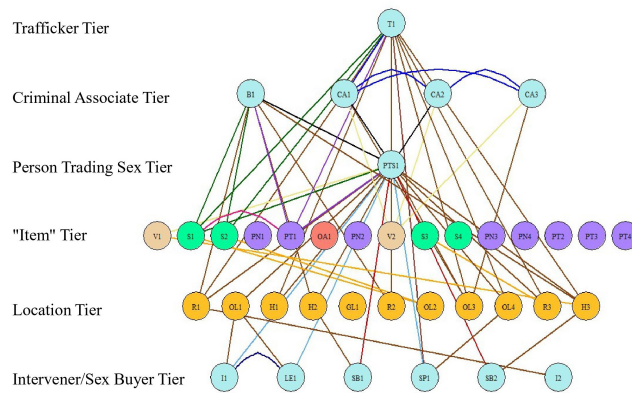 Trafficker Tier
T1
Criminal Associate Tier
B1 CA1 CA2 CA3
Person Trading Sex Tier
PTS1
"Item" Tier
V1 S1 S2 PN1 PT1 OA1 PN2 V2 S3 S4 PN3 PN4 PT2 PT3 PT4
Location Tier
R1 OL1 H1 H2 GL1 R2 OL2 OL3 OL4 R3 H3
Intervener/Sex Buyer Tier
I1 LE1 SB1 SP1 SB2 I2